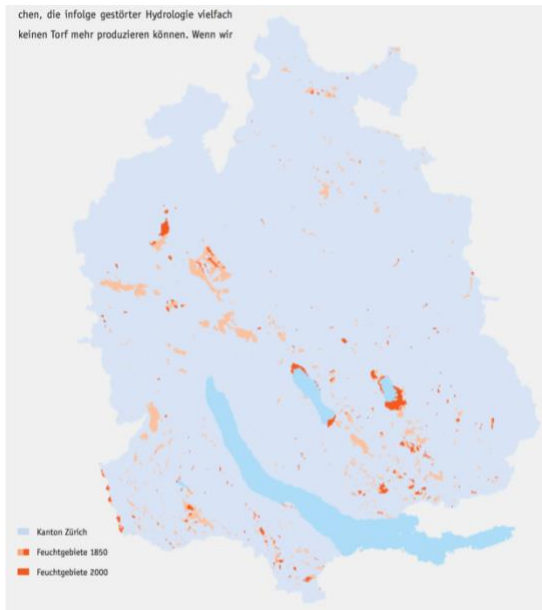 chen, die infolge gestörter Hydrologie vielfach
keinen Torf mehr produzieren können. Wenn wir
Kanton Zürich
Feuchtgebiete 1850
Feuchtgebiete 2000